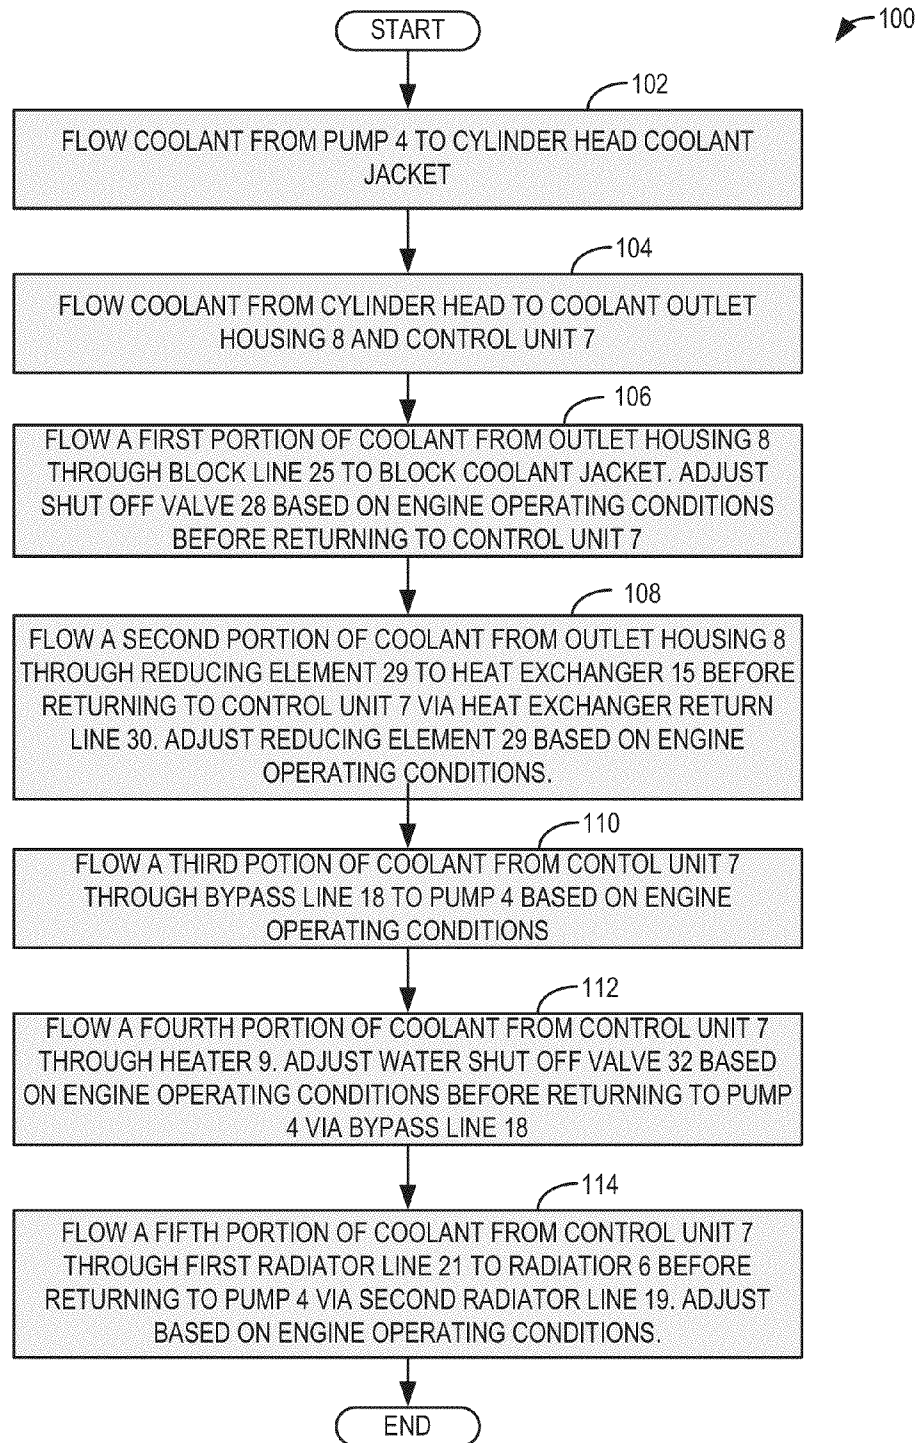 START
100
102
FLOW COOLANT FROM PUMP 4 TO CYLINDER HEAD COOLANT
JACKET
104
FLOW COOLANT FROM CYLINDER HEAD TO COOLANT OUTLET
HOUSING 8 AND CONTROL UNIT 7
106
FLOW A FIRST PORTION OF COOLANT FROM OUTLET HOUSING 8
THROUGH BLOCK LINE 25 TO BLOCK COOLANT JACKET. ADJUST
SHUT OFF VALVE 28 BASED ON ENGINE OPERATING CONDITIONS
BEFORE RETURNING TO CONTROL UNIT 7
108
FLOW A SECOND PORTION OF COOLANT FROM OUTLET HOUSING 8
THROUGH REDUCING ELEMENT 29 TO HEAT EXCHANGER 15 BEFORE
RETURNING TO CONTROL UNIT 7 VIA HEAT EXCHANGER RETURN
LINE 30. ADJUST REDUCING ELEMENT 29 BASED ON ENGINE
OPERATING CONDITIONS.
110
FLOW A THIRD POTION OF COOLANT FROM CONTOL UNIT 7
THROUGH BYPASS LINE 18 TO PUMP 4 BASED ON ENGINE
OPERATING CONDITIONS
112
FLOW A FOURTH PORTION OF COOLANT FROM CONTROL UNIT 7
THROUGH HEATER 9. ADJUST WATER SHUT OFF VALVE 32 BASED
ON ENGINE OPERATING CONDITIONS BEFORE RETURNING TO PUMP
4 VIA BYPASS LINE 18
114
FLOW A FIFTH PORTION OF COOLANT FROM CONTROL UNIT 7
THROUGH FIRST RADIATOR LINE 21 TO RADIATIOR 6 BEFORE
RETURNING TO PUMP 4 VIA SECOND RADIATOR LINE 19. ADJUST
BASED ON ENGINE OPERATING CONDITIONS.
END